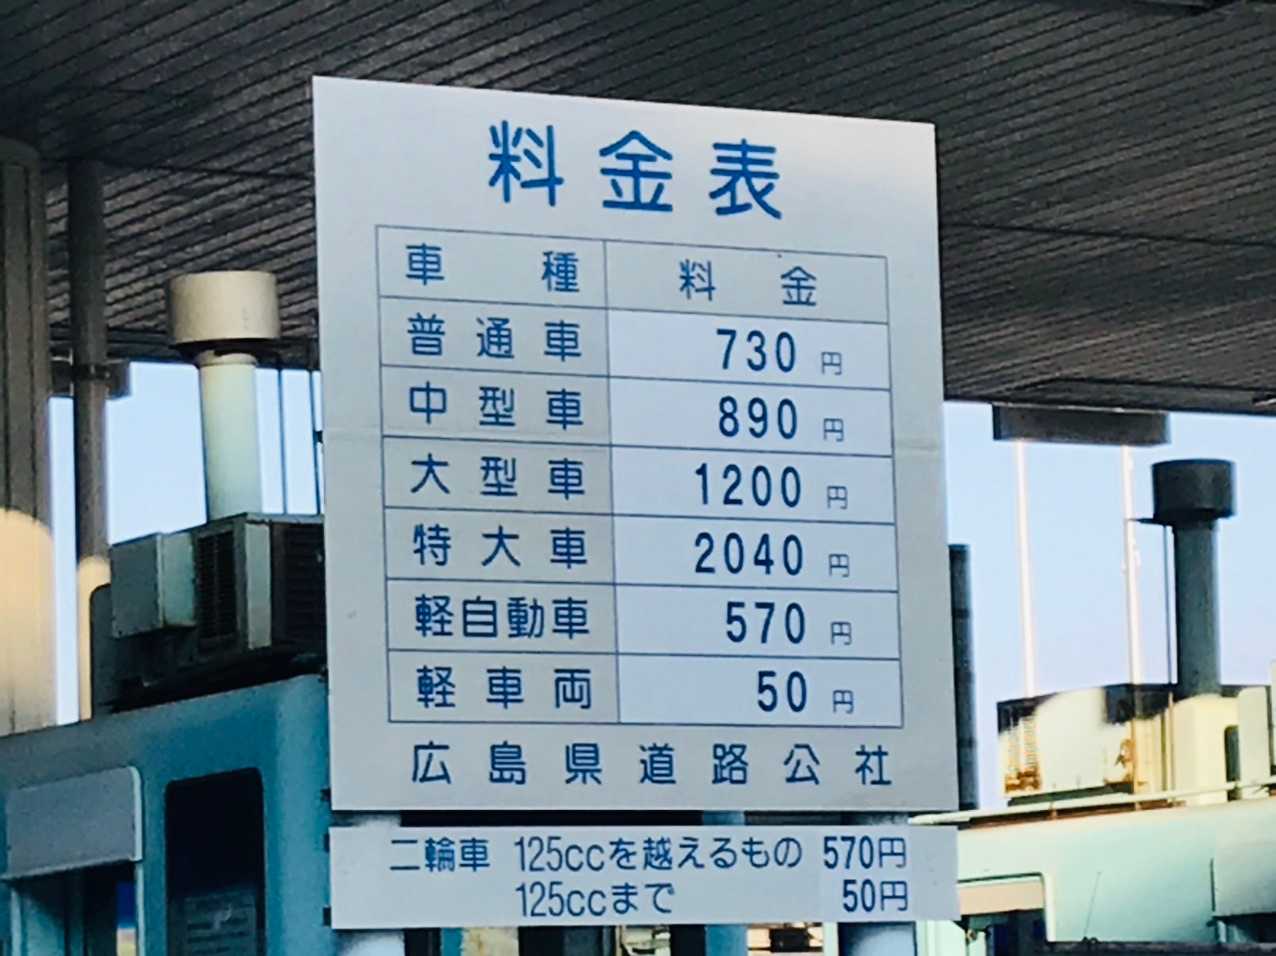 料金表
車種 料金
普通車 730円
中型車 890円
大型車 1200円
特大車 2040円
軽自動車 570円
軽車両 50円
広島県道路公社
二輪車 125ccを越えるもの 570円
125ccまで 50円